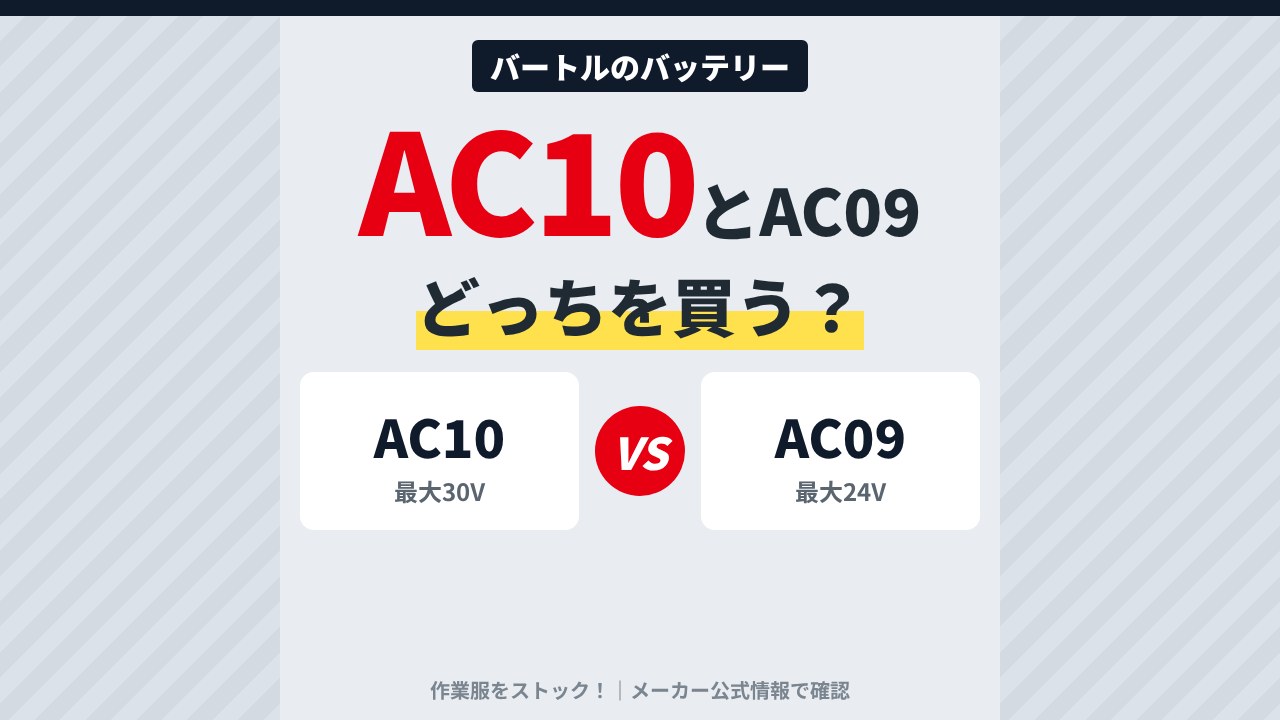 バートルのバッテリー
AC10とAC09
どっちを買う？
AC10
最大30V
VS
AC09
最大24V
作業服をストック！｜メーカー公式情報で確認